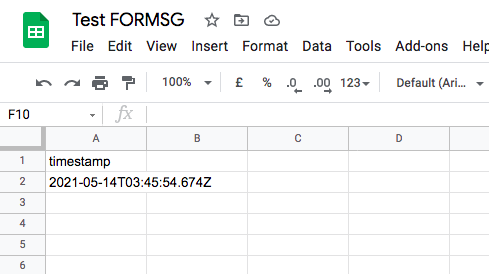 Test FORMSG
File Edit View Insert Format Data Tools Add-ons Help
100% £ % .0 .00 123 Default (Ari...
F10 fx
A B C D
1 timestamp
2 2021-05-14T03:45:54.674Z
3
4
5
6